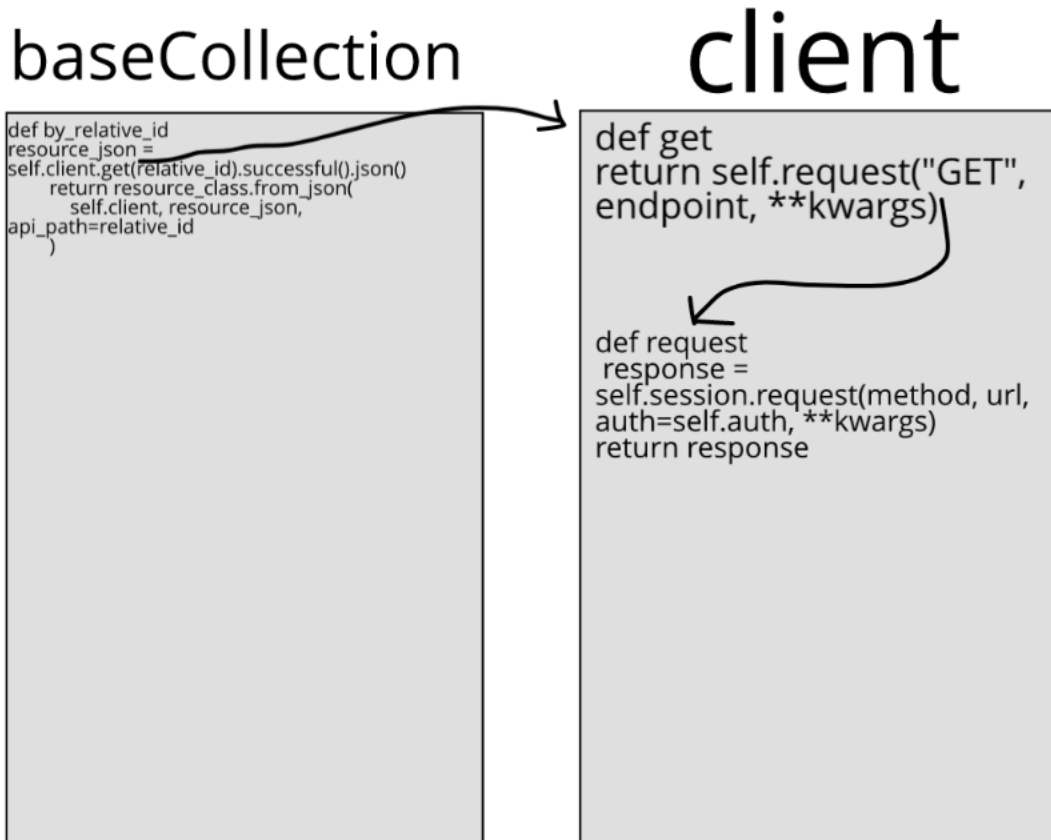 baseCollection
def by_relative_id
resource_json =
self.client.get(relative_id).successful().json()
return resource_class.from_json(
self.client, resource_json,
api_path=relative_id
)
client
def get
return self.request("GET",
endpoint, **kwargs)
def request
response =
self.session.request(method, url,
auth=self.auth, **kwargs)
return response